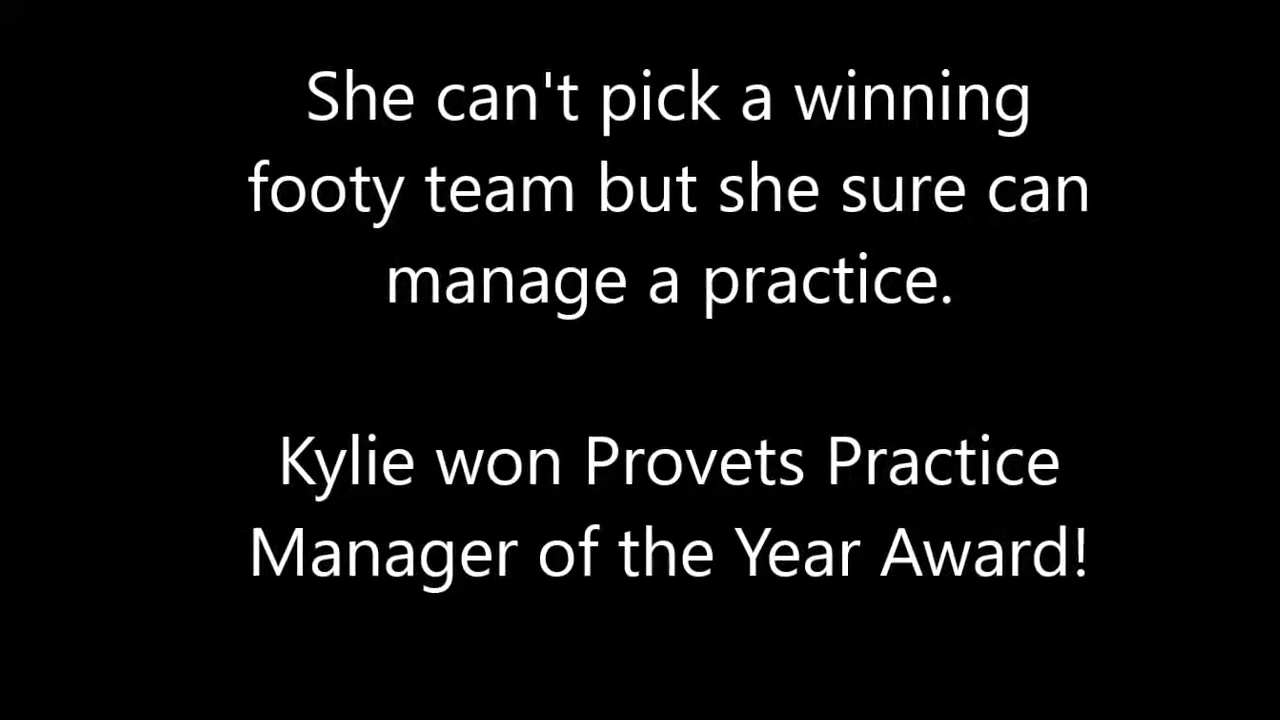 She can't pick a winning
footy team but she sure can
manage a practice.
Kylie won Provets Practice
Manager of the Year Award!